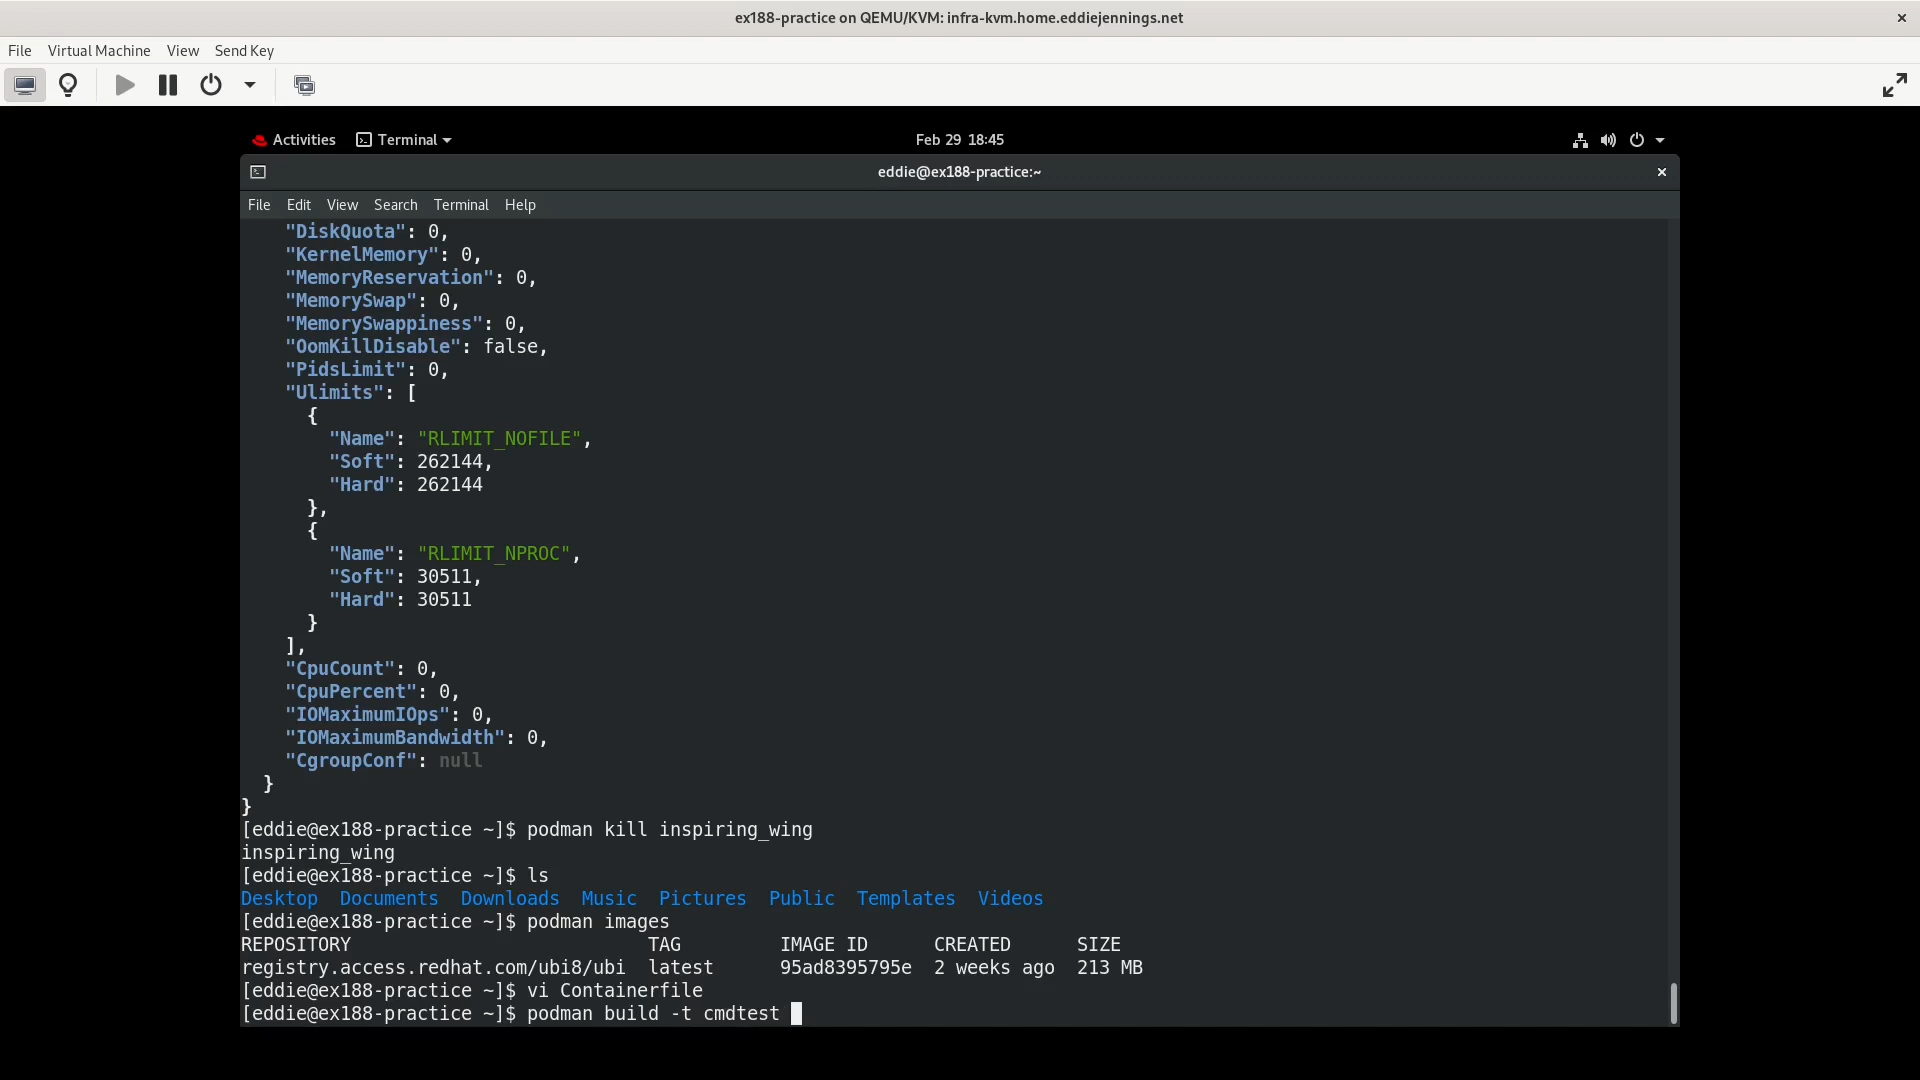 ex188-practice on QEMU/KVM: infra-kvm.home.eddiejennings.net
File Virtual Machine View Send Key
Activities Terminal Feb 29 18:45
eddie@ex188-practice:~
File Edit View Search Terminal Help
"DiskQuota": 0,
"KernelMemory": 0,
"MemoryReservation": 0,
"MemorySwap": 0,
"MemorySwappiness": 0,
"OomKillDisable": false,
"PidsLimit": 0,
"Ulimits": [
{
"Name": "RLIMIT_NOFILE",
"Soft": 262144,
"Hard": 262144
},
{
"Name": "RLIMIT_NPROC",
"Soft": 30511,
"Hard": 30511
}
],
"CpuCount": 0,
"CpuPercent": 0,
"IOMaximumIOps": 0,
"IOMaximumBandwidth": 0,
"CgroupConf": null
}
}
[eddie@ex188-practice ~]$ podman kill inspiring_wing
inspiring_wing
[eddie@ex188-practice ~]$ ls
Desktop Documents Downloads Music Pictures Public Templates Videos
[eddie@ex188-practice ~]$ podman images
REPOSITORY TAG IMAGE ID CREATED SIZE
registry.access.redhat.com/ubi8/ubi latest 95ad8395795e 2 weeks ago 213 MB
[eddie@ex188-practice ~]$ vi Containerfile
[eddie@ex188-practice ~]$ podman build -t cmdtest